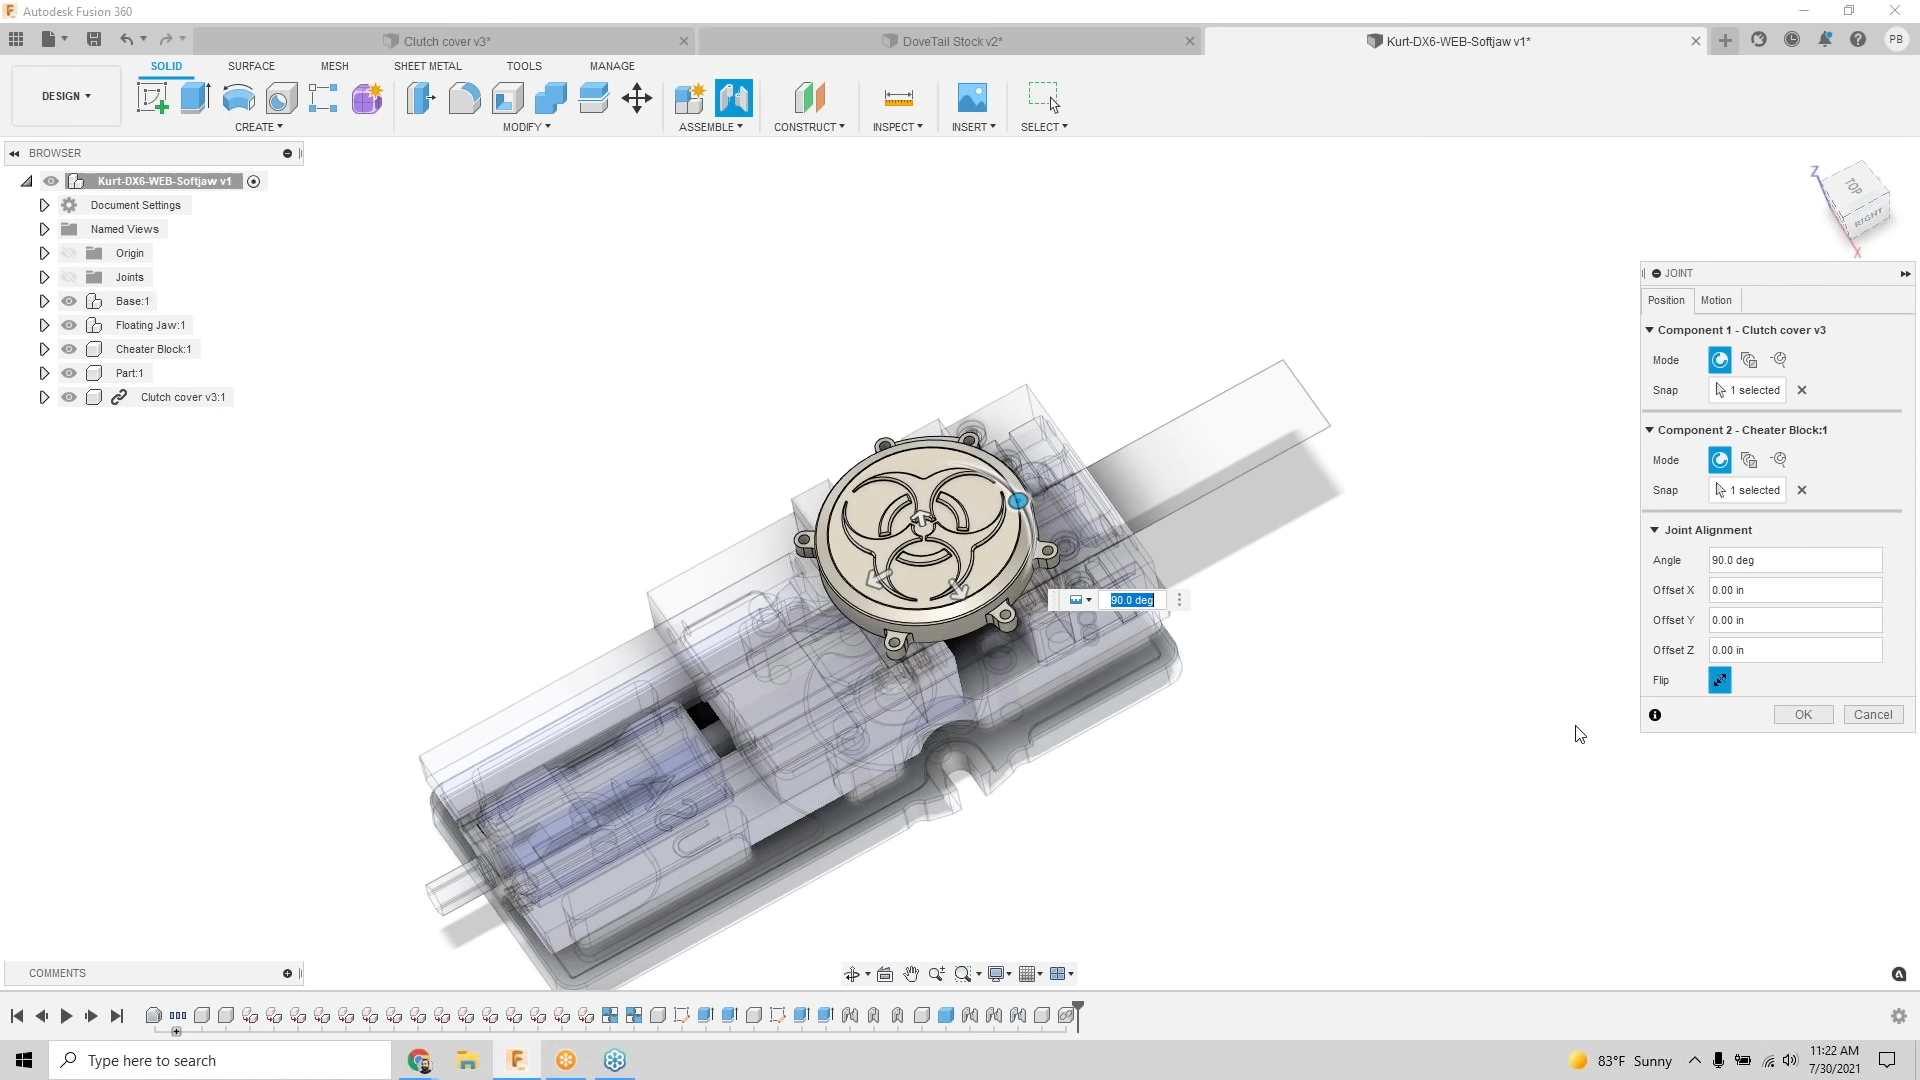 Autodesk Fusion 360
Clutch cover v3*
DoveTail Stock v2*
Kurt-DX6-WEB-Softjaw v1*
PB
DESIGN
SOLID
SURFACE
MESH
SHEET METAL
TOOLS
MANAGE
CREATE
MODIFY
ASSEMBLE
CONSTRUCT
INSPECT
INSERT
SELECT
BROWSER
Kurt-DX6-WEB-Softjaw v1
Document Settings
Named Views
Origin
Joints
Base:1
Floating Jaw:1
Cheater Block:1
Part:1
Clutch cover v3:1
Z
TOP
RIGHT
X
JOINT
Position
Motion
Component 1 - Clutch cover v3
Mode
Snap
1 selected
Component 2 - Cheater Block:1
Mode
Snap
1 selected
Joint Alignment
Angle
90.0 deg
Offset X
0.00 in
Offset Y
0.00 in
Offset Z
0.00 in
Flip
OK
Cancel
90.0 deg
COMMENTS
Type here to search
83°F Sunny
11:22 AM
7/30/2021